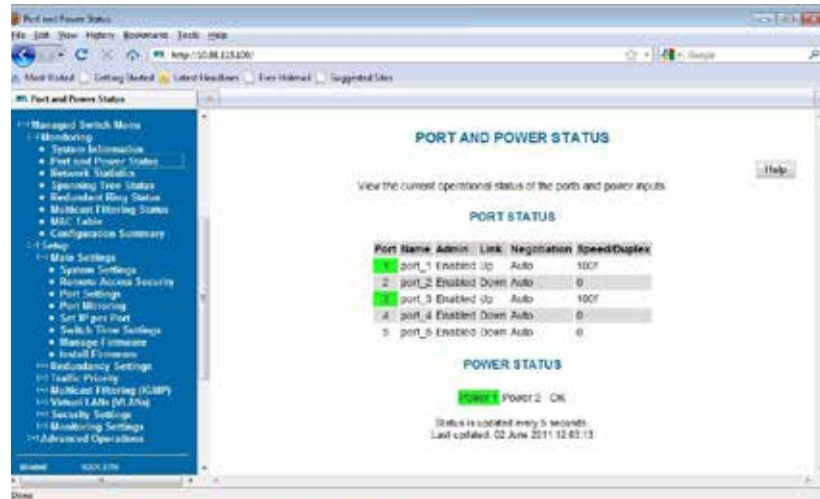 Port and Power Status
File Edit View History Bookmarks Tools Help
Google
Most Visited Getting Started Latest Headlines Free Hotmail Suggested Sites
Port and Power Status
Managed Switch Menu
Monitoring
System Information
Port and Power Status
Network Statistics
Spanning Tree Status
Redundant Ring Status
Multicast Filtering Status
MAC Table
Configuration Summary
Setup
Main Settings
System Settings
Remote Access Security
Port Settings
Port Mirroring
Set IP per Port
Switch Time Settings
Manage Firmware
Install Firmware
Redundancy Settings
Traffic Priority
Multicast Filtering (IGMP)
Virtual LANs (VLANs)
Security Settings
Monitoring Settings
Advanced Operations
PORT AND POWER STATUS
Help
View the current operational status of the ports and power inputs
PORT STATUS
Port Name Admin Link Negotiation Speed/Duplex
1 port_1 Enabled Up Auto 100f
2 port_2 Enabled Down Auto 0
3 port_3 Enabled Up Auto 100f
4 port_4 Enabled Down Auto 0
5 port_5 Enabled Down Auto 0
POWER STATUS
Power 1 Power 2 OK
Status is updated every 5 seconds.
Last updated: 02 June 2011 12:03:13
Done